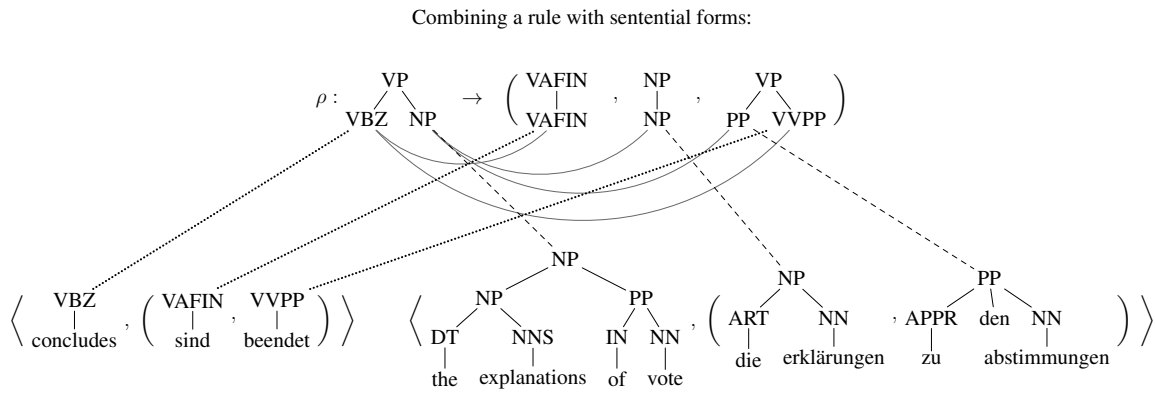 Combining a rule with sentential forms:
VP VAFIN NP VP
ρ : → ( , , )
VBZ NP VAFIN NP PP VVPP
NP
NP PP
VBZ VAFIN VVPP NP PP ART NN APPR den NN
⟨ , ( , ) ⟩ ⟨ , ( , ) ⟩
concludes sind beendet DT NNS IN NN die erklärungen zu abstimmungen
the explanations of vote